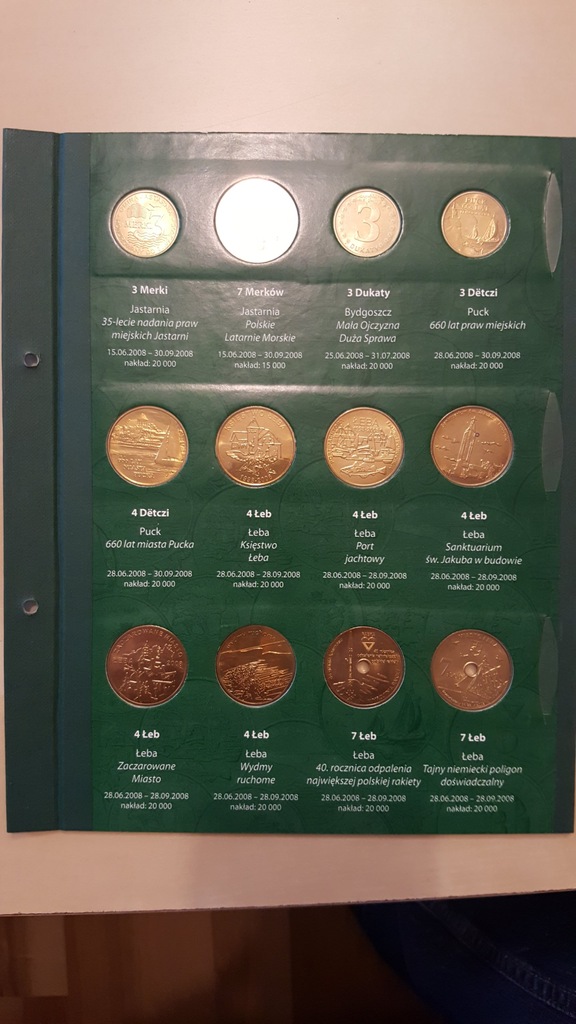 3 Merki
Jastarnia
35-lecie nadania praw
miejskich Jastarni
15.06.2008 – 30.09.2008
nakład: 20 000
7 Merków
Jastarnia
Polskie
Latarnie Morskie
15.06.2008 – 30.09.2008
nakład: 15 000
3
3 Dukaty
Bydgoszcz
Mała Ojczyzna
Duża Sprawa
25.06.2008 – 31.07.2008
nakład: 20 000
3 Dëtczi
Puck
660 lat praw miejskich
28.06.2008 – 30.09.2008
nakład: 20 000
4 Dëtczi
Puck
660 lat miasta Pucka
28.06.2008 – 30.09.2008
nakład: 20 000
4 Łeb
Łeba
Księstwo
Łeba
28.06.2008 – 28.09.2008
nakład: 20 000
4 Łeb
Łeba
Port
jachtowy
28.06.2008 – 28.09.2008
nakład: 20 000
4 Łeb
Łeba
Sanktuarium
św. Jakuba w budowie
28.06.2008 – 28.09.2008
nakład: 20 000
4 Łeb
Łeba
Zaczarowane
Miasto
28.06.2008 – 28.09.2008
nakład: 20 000
4 Łeb
Łeba
Wydmy
ruchome
28.06.2008 – 28.09.2008
nakład: 20 000
7 Łeb
Łeba
40. rocznica odpalenia
największej polskiej rakiety
28.06.2008 – 28.09.2008
nakład: 20 000
7 Łeb
Łeba
Tajny niemiecki poligon
doświadczalny
28.06.2008 – 28.09.2008
nakład: 20 000